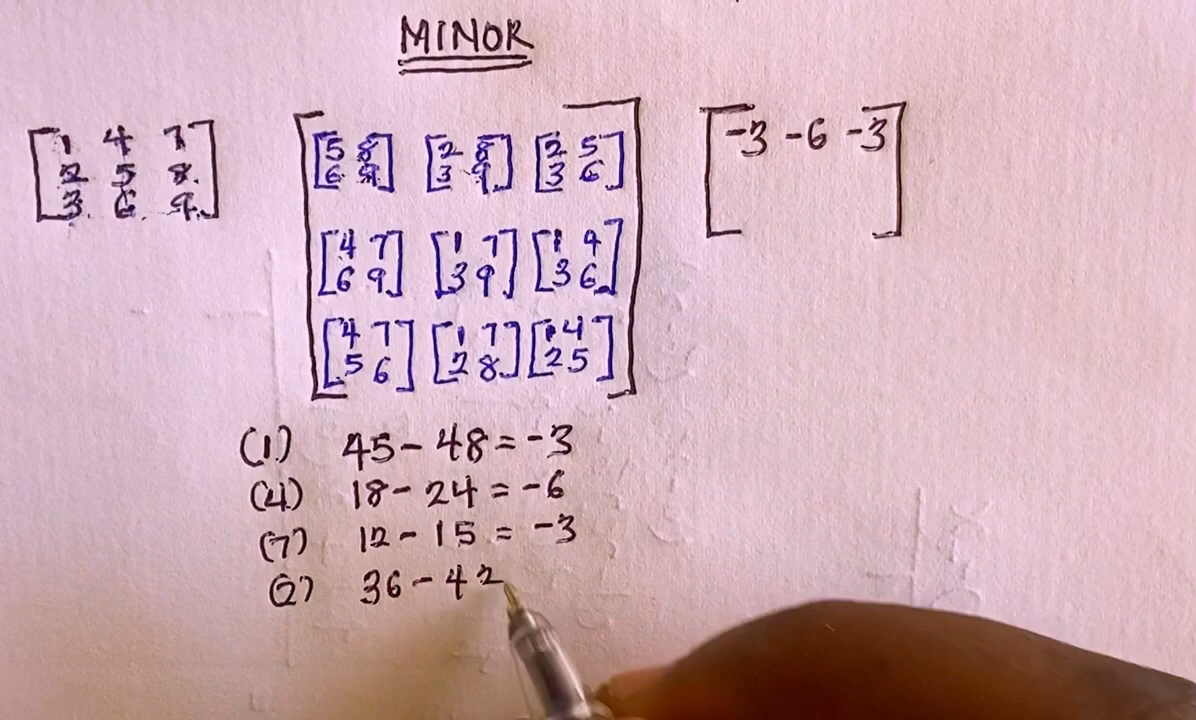 MINOR
[1 4 7] [[5 8] [2 8] [2 5]] [-3 -6 -3]
[2 5 8] [[6 9] [3 9] [3 6]]
[3 6 9]
[4 7] [1 7] [1 4]
[6 9] [3 9] [3 6]
[4 7] [1 7] [1 4]
[5 6] [2 8] [2 5]
(1) 45 - 48 = -3
(4) 18 - 24 = -6
(7) 12 - 15 = -3
(2) 36 - 42